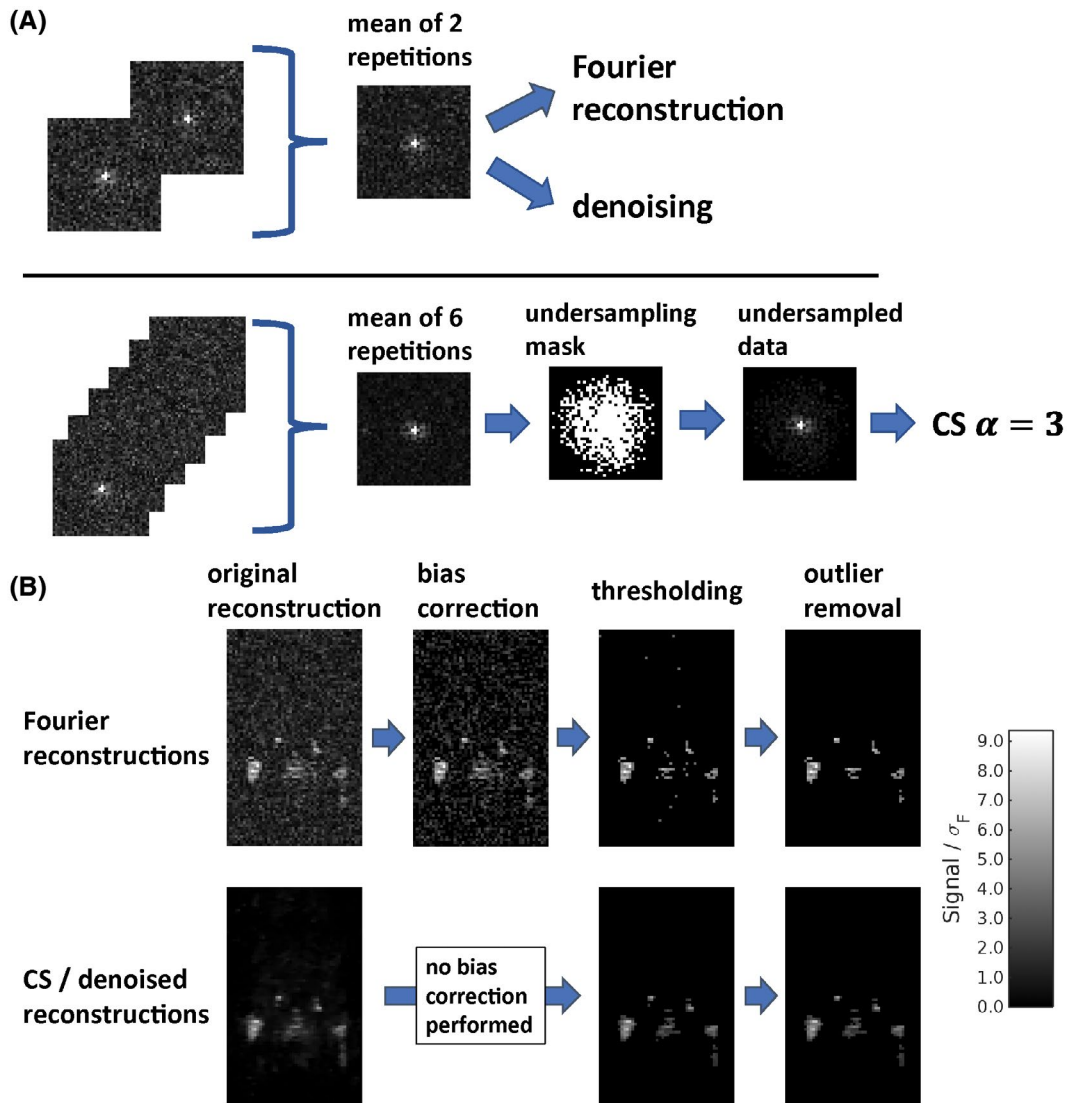 (A)
mean of 2
repetitions
Fourier
reconstruction
denoising
mean of 6
repetitions
undersampling
mask
undersampled
data
CS α = 3
(B)
original
reconstruction
bias
correction
thresholding
outlier
removal
Fourier
reconstructions
CS / denoised
reconstructions
no bias
correction
performed
9.0
8.0
7.0
6.0
5.0
4.0
3.0
2.0
1.0
0.0
Signal / σ_F